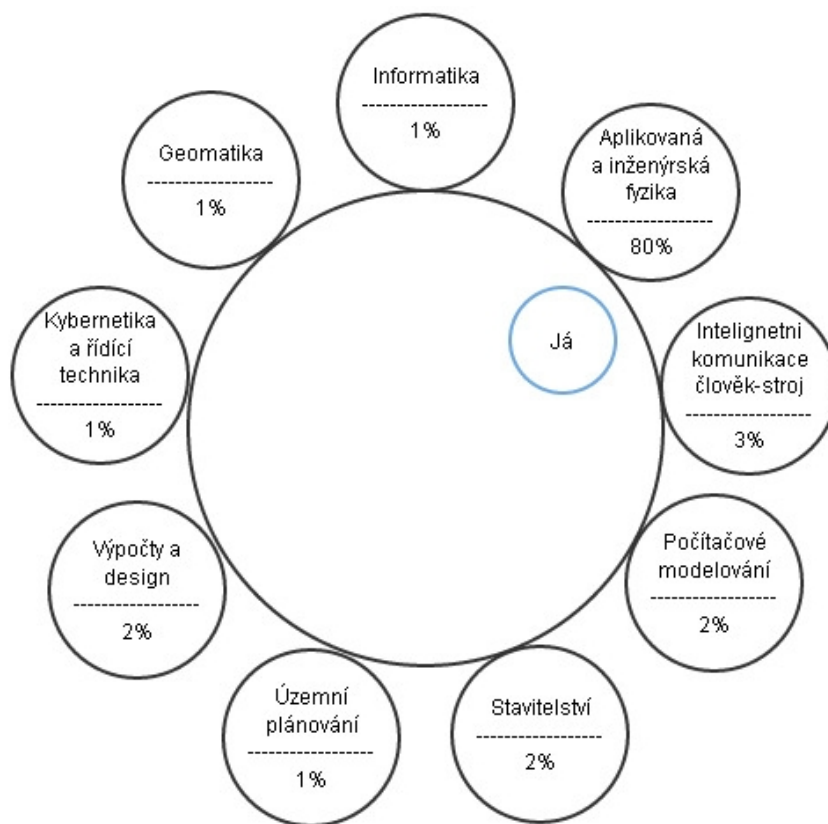 Informatika
------------------
1%
Aplikovaná
a inženýrská
fyzika
------------------
80%
Intelignetni
komunikace
člověk-stroj
------------------
3%
Počítačové
modelování
------------------
2%
Stavitelství
------------------
2%
Územní
plánování
------------------
1%
Výpočty a
design
------------------
2%
Kybernetika
a řídící
technika
------------------
1%
Geomatika
------------------
1%
Já